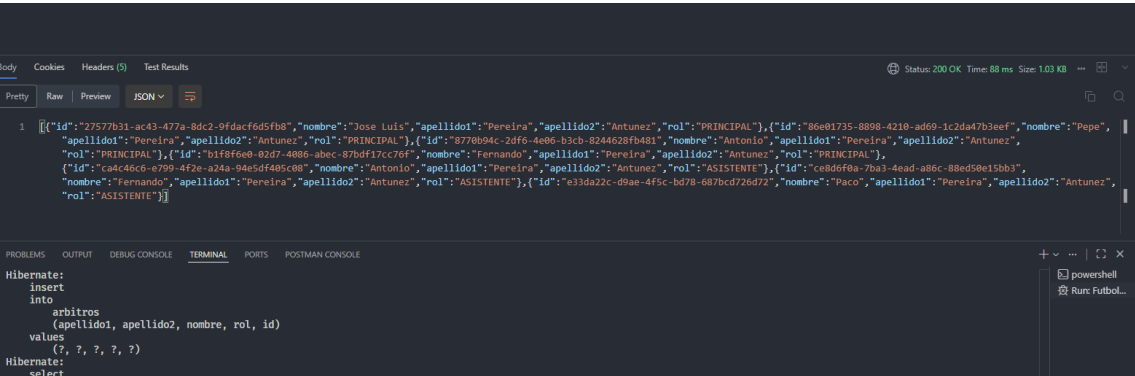 Body Cookies Headers (5) Test Results Status: 200 OK Time: 88 ms Size: 1.03 KB
Pretty Raw Preview JSON
1 [{"id":"27577b31-ac43-477a-8dc2-9fdacf6d5fb8","nombre":"Jose Luis","apellido1":"Pereira","apellido2":"Antunez","rol":"PRINCIPAL"},{"id":"86e01735-8898-4210-ad69-1c2da47b3eef","nombre":"Pepe",
"apellido1":"Pereira","apellido2":"Antunez","rol":"PRINCIPAL"},{"id":"8770b94c-2df6-4e06-b3cb-8244628fb481","nombre":"Antonio","apellido1":"Pereira","apellido2":"Antunez",
"rol":"PRINCIPAL"},{"id":"b1f8f6e0-02d7-4086-abec-87bdf17cc76f","nombre":"Fernando","apellido1":"Pereira","apellido2":"Antunez","rol":"PRINCIPAL"},
{"id":"ca4c46c6-e799-4f2e-a24a-94e5df405c08","nombre":"Antonio","apellido1":"Pereira","apellido2":"Antunez","rol":"ASISTENTE"},{"id":"ce8d6f0a-7ba3-4ead-a86c-88ed50e15bb3",
"nombre":"Fernando","apellido1":"Pereira","apellido2":"Antunez","rol":"ASISTENTE"},{"id":"e33da22c-d9ae-4f5c-bd78-687bcd726d72","nombre":"Paco","apellido1":"Pereira","apellido2":"Antunez",
"rol":"ASISTENTE"}]
PROBLEMS OUTPUT DEBUG CONSOLE TERMINAL PORTS POSTMAN CONSOLE
Hibernate:
insert
into
arbitros
(apellido1, apellido2, nombre, rol, id)
values
(?, ?, ?, ?, ?)
Hibernate:
select
powershell
Run: Futbol...